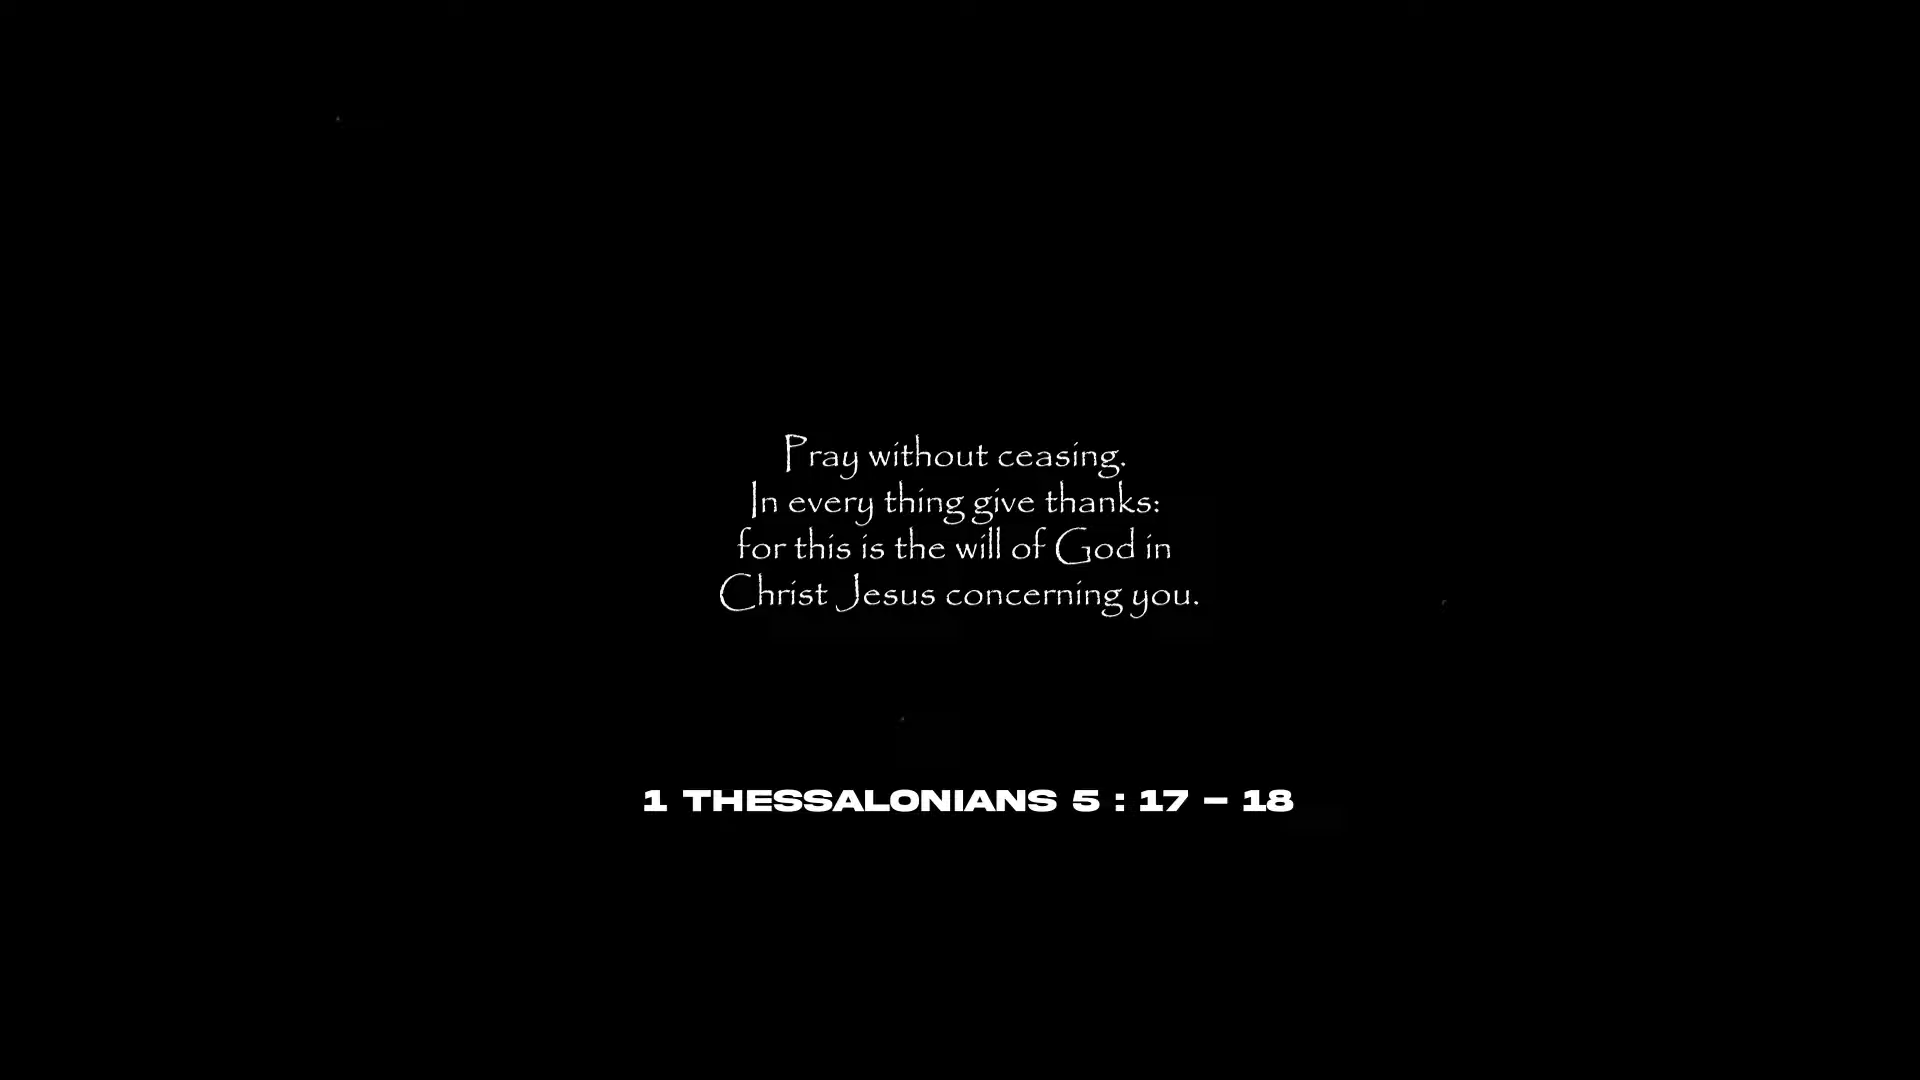 Pray without ceasing.
In every thing give thanks:
for this is the will of God in
Christ Jesus concerning you.
1 THESSALONIANS 5 : 17 – 18